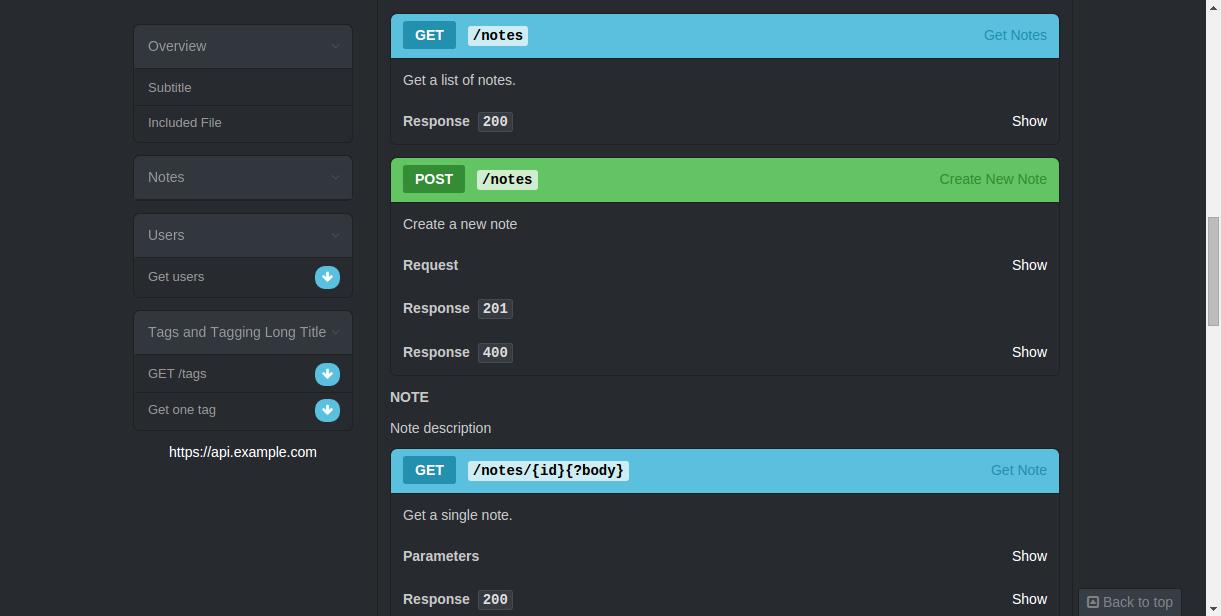 Overview
Subtitle
Included File
Notes
Users
Get users
Tags and Tagging Long Title
GET /tags
Get one tag
https://api.example.com
GET /notes Get Notes
Get a list of notes.
Response 200 Show
POST /notes Create New Note
Create a new note
Request Show
Response 201
Response 400 Show
NOTE
Note description
GET /notes/{id}{?body} Get Note
Get a single note.
Parameters Show
Response 200 Show
Back to top